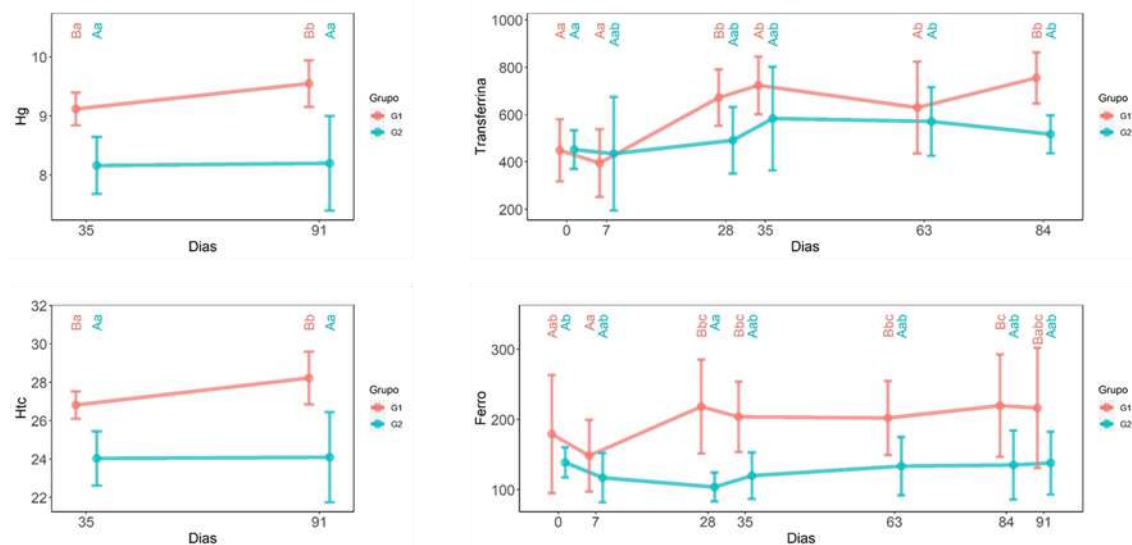 Ba Aa Bb Aa
10
9
8
Hg
35 91
Dias
Grupo
G1
G2
Aa Aa Aa Aab Bb Aab Ab Aab Ab Ab Bb Ab
1000
800
600
400
200
Transferrina
0 7 28 35 63 84
Dias
Grupo
G1
G2
Ba Aa Bb Aa
32
30
28
26
24
22
Htc
35 91
Dias
Grupo
G1
G2
Aab Ab Aa Aab Bbc Aa Bbc Aab Bbc Aab Bc Aab Babc Aab
300
200
100
Ferro
0 7 28 35 63 84 91
Dias
Grupo
G1
G2